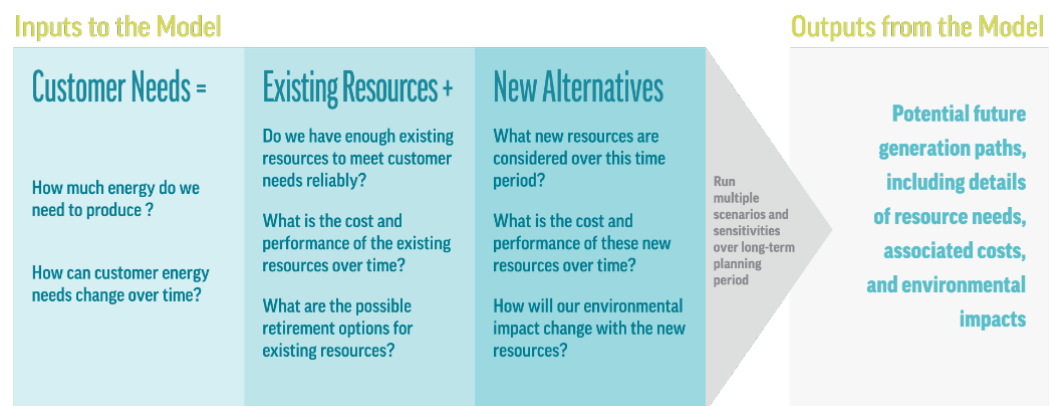 Inputs to the Model
Outputs from the Model
Customer Needs =
How much energy do we
need to produce ?
How can customer energy
needs change over time?
Existing Resources +
Do we have enough existing
resources to meet customer
needs reliably?
What is the cost and
performance of the existing
resources over time?
What are the possible
retirement options for
existing resources?
New Alternatives
What new resources are
considered over this time
period?
What is the cost and
performance of these new
resources over time?
How will our environmental
impact change with the new
resources?
Run
multiple
scenarios and
sensitivities
over long-term
planning
period
Potential future
generation paths,
including details
of resource needs,
associated costs,
and environmental
impacts